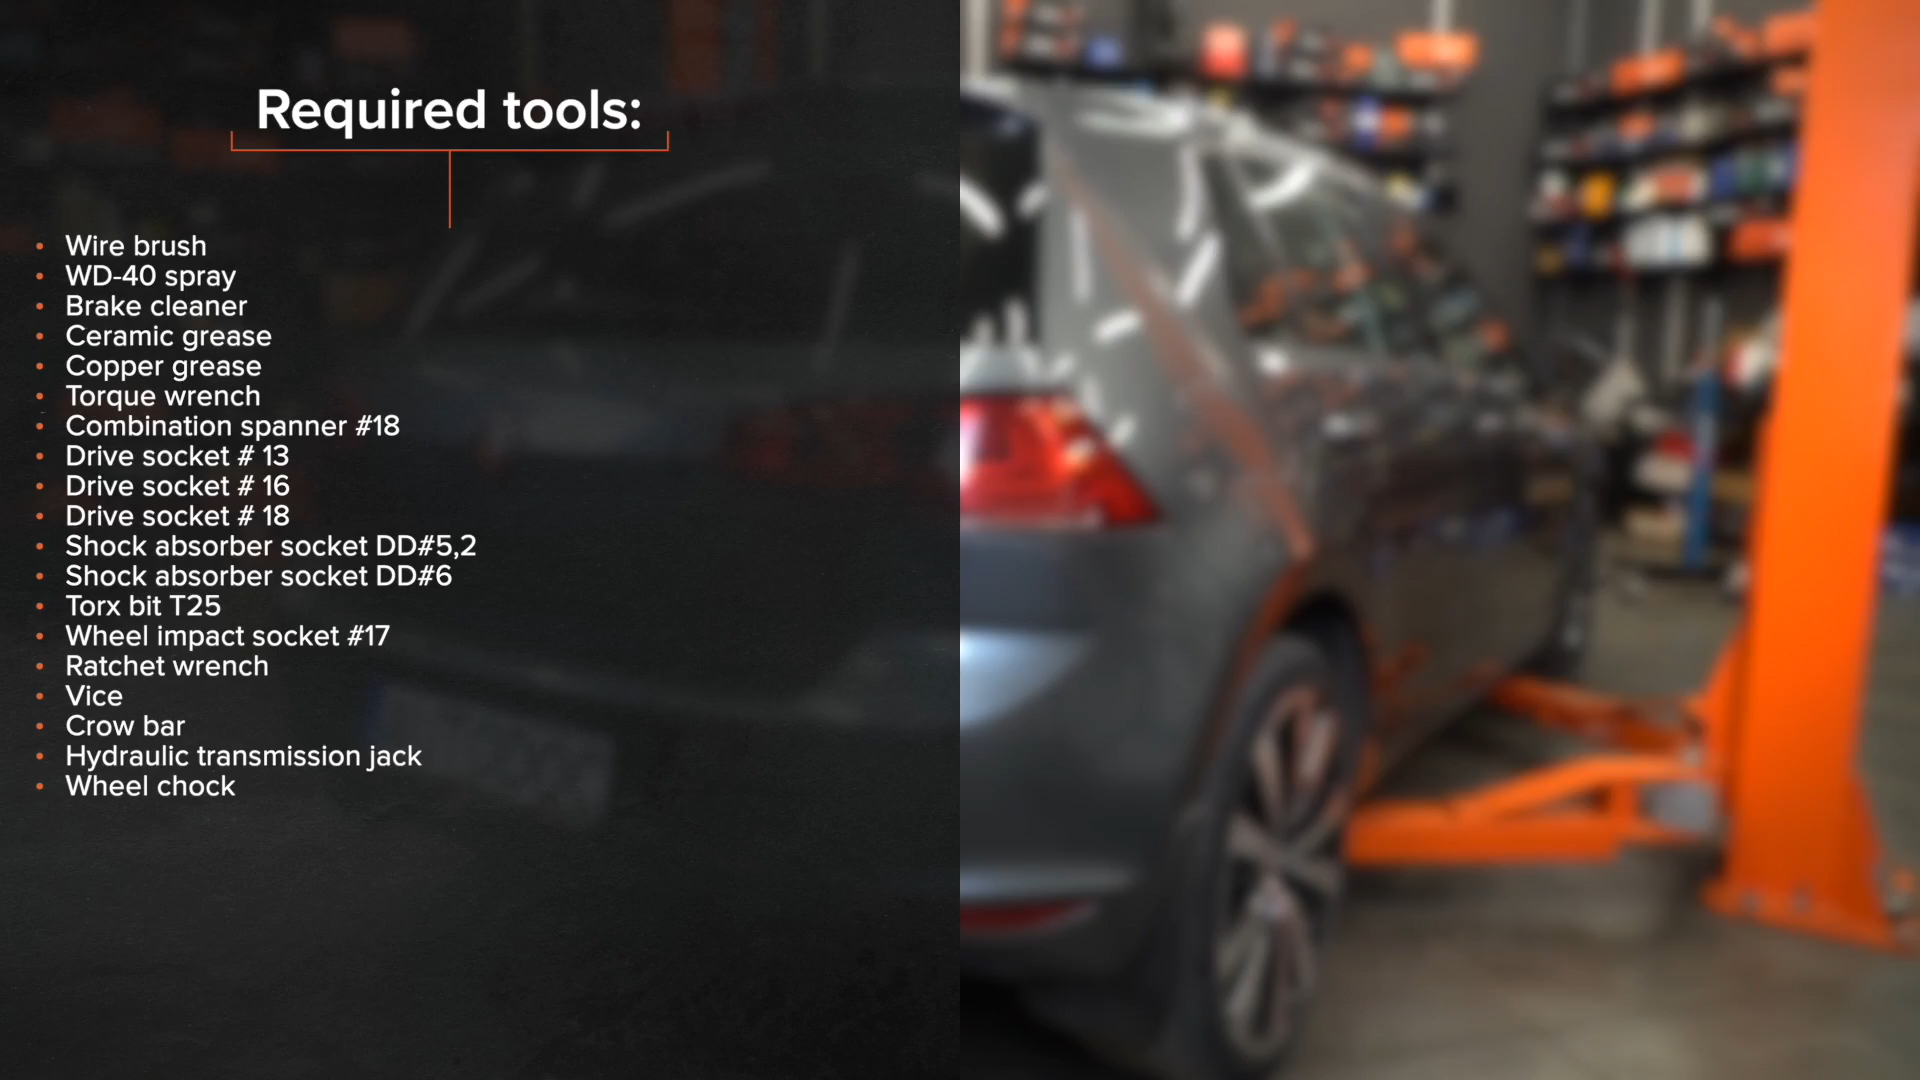 Required tools:
• Wire brush
• WD-40 spray
• Brake cleaner
• Ceramic grease
• Copper grease
• Torque wrench
• Combination spanner #18
• Drive socket # 13
• Drive socket # 16
• Drive socket # 18
• Shock absorber socket DD#5,2
• Shock absorber socket DD#6
• Torx bit T25
• Wheel impact socket #17
• Ratchet wrench
• Vice
• Crow bar
• Hydraulic transmission jack
• Wheel chock